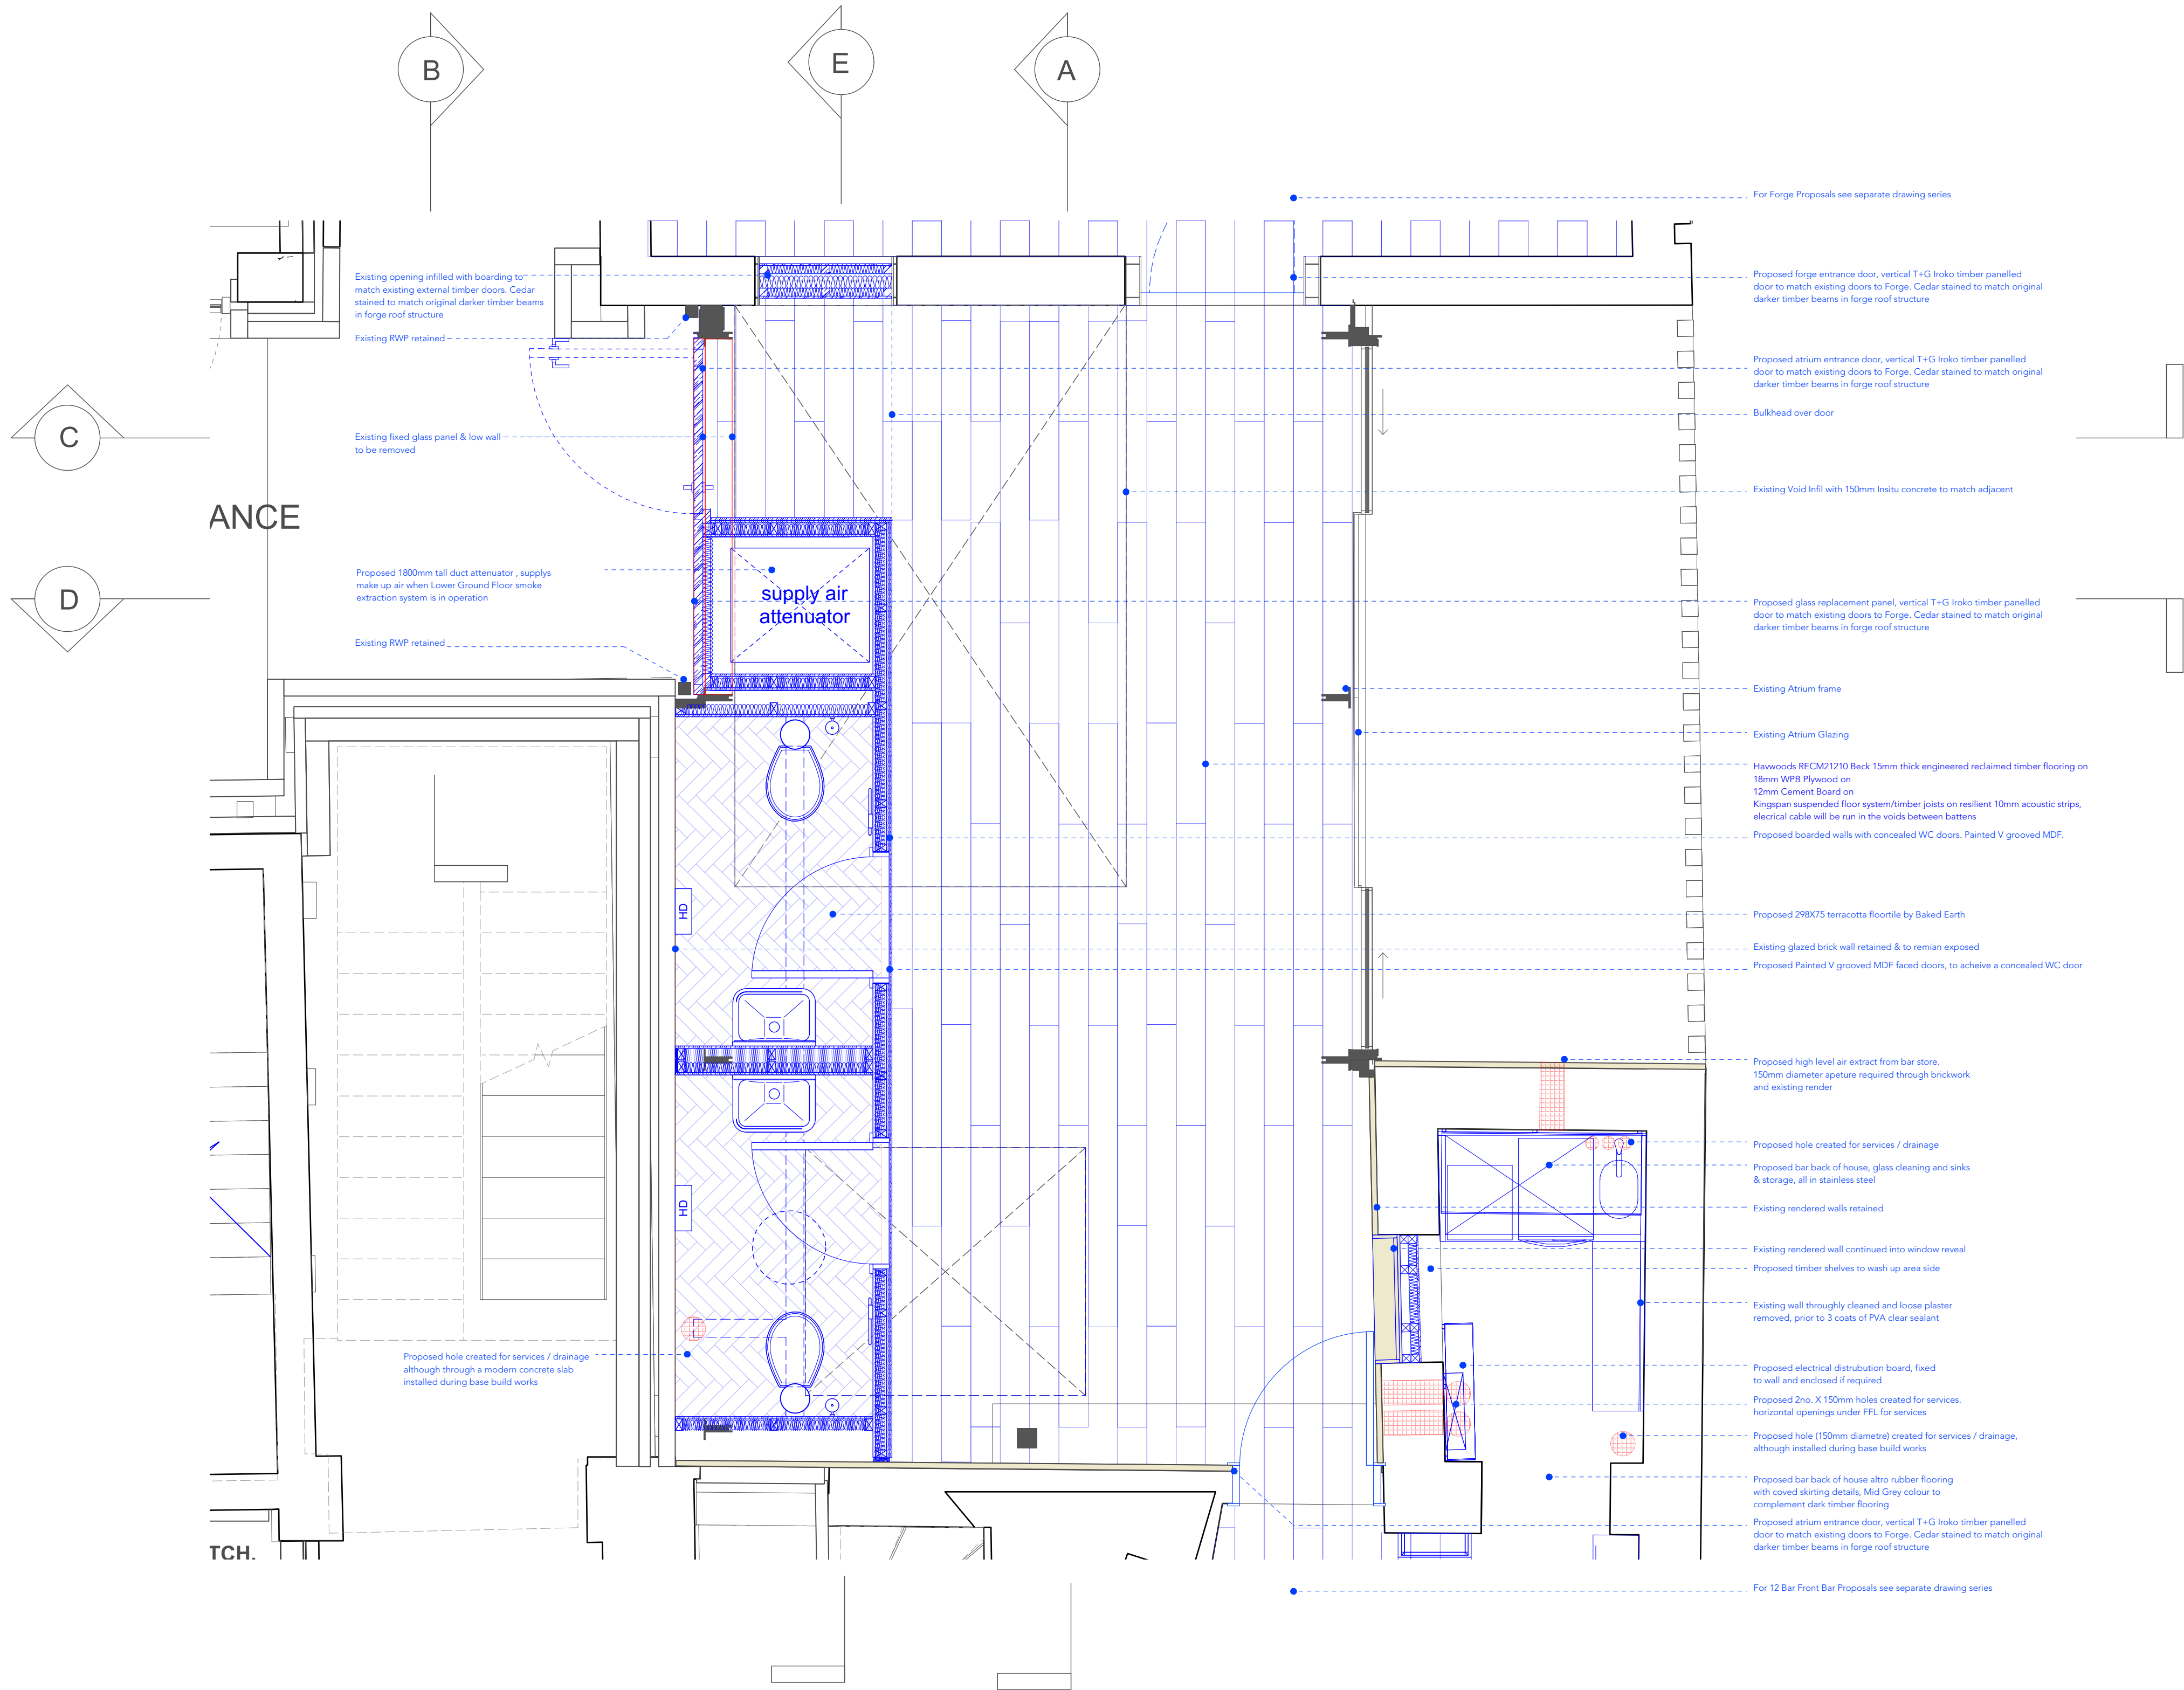 B
E
A
C
D
ANCE
TCH.
Existing opening infilled with boarding to
match existing external timber doors. Cedar
stained to match original darker timber beams
in forge roof structure
Existing RWP retained
Existing fixed glass panel & low wall
to be removed
Proposed 1800mm tall duct attenuator , supplys
make up air when Lower Ground Floor smoke
extraction system is in operation
Existing RWP retained
supply air
attenuator
HD
HD
Proposed hole created for services / drainage
although through a modern concrete slab
installed during base build works
For Forge Proposals see separate drawing series
Proposed forge entrance door, vertical T+G Iroko timber panelled
door to match existing doors to Forge. Cedar stained to match original
darker timber beams in forge roof structure
Proposed atrium entrance door, vertical T+G Iroko timber panelled
door to match existing doors to Forge. Cedar stained to match original
darker timber beams in forge roof structure
Bulkhead over door
Existing Void Infil with 150mm Insitu concrete to match adjacent
Proposed glass replacement panel, vertical T+G Iroko timber panelled
door to match existing doors to Forge. Cedar stained to match original
darker timber beams in forge roof structure
Existing Atrium frame
Existing Atrium Glazing
Havwoods RECM21210 Beck 15mm thick engineered reclaimed timber flooring on
18mm WPB Plywood on
12mm Cement Board on
Kingspan suspended floor system/timber joists on resilient 10mm acoustic strips,
elecrical cable will be run in the voids between battens
Proposed boarded walls with concealed WC doors. Painted V grooved MDF.
Proposed 298X75 terracotta floortile by Baked Earth
Existing glazed brick wall retained & to remian exposed
Proposed Painted V grooved MDF faced doors, to acheive a concealed WC door
Proposed high level air extract from bar store.
150mm diameter apeture required through brickwork
and existing render
Proposed hole created for services / drainage
Proposed bar back of house, glass cleaning and sinks
& storage, all in stainless steel
Existing rendered walls retained
Existing rendered wall continued into window reveal
Proposed timber shelves to wash up area side
Existing wall throughly cleaned and loose plaster
removed, prior to 3 coats of PVA clear sealant
Proposed electrical distrubution board, fixed
to wall and enclosed if required
Proposed 2no. X 150mm holes created for services.
horizontal openings under FFL for services
Proposed hole (150mm diametre) created for services / drainage,
although installed during base build works
Proposed bar back of house altro rubber flooring
with coved skirting details, Mid Grey colour to
complement dark timber flooring
Proposed atrium entrance door, vertical T+G Iroko timber panelled
door to match existing doors to Forge. Cedar stained to match original
darker timber beams in forge roof structure
For 12 Bar Front Bar Proposals see separate drawing series